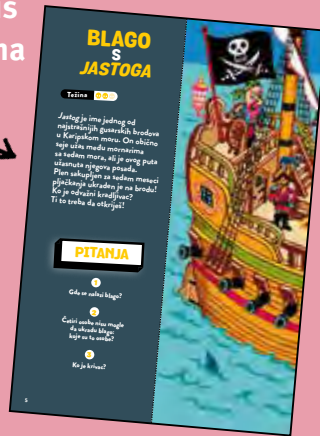 is
na
BLAGO
S
JASTOGA
Težina
Jastog je ime jednog od
najstrašnijih gusarskih brodova
u Karipskom moru. On obično
seje užas među mornarima
sa sedam mora, ali je ovog puta
užasnuta njegova posada.
Plen sakupljen za sedam meseci
pljačkanja ukraden je na brodu!
Ko je odvažni kradljivac?
Ti to treba da otkriješ!
PITANJA
1
Gde se nalazi blago?
2
Četiri osobe nisu mogle
da ukradu blago:
koje su to osobe?
3
Ko je krivac?